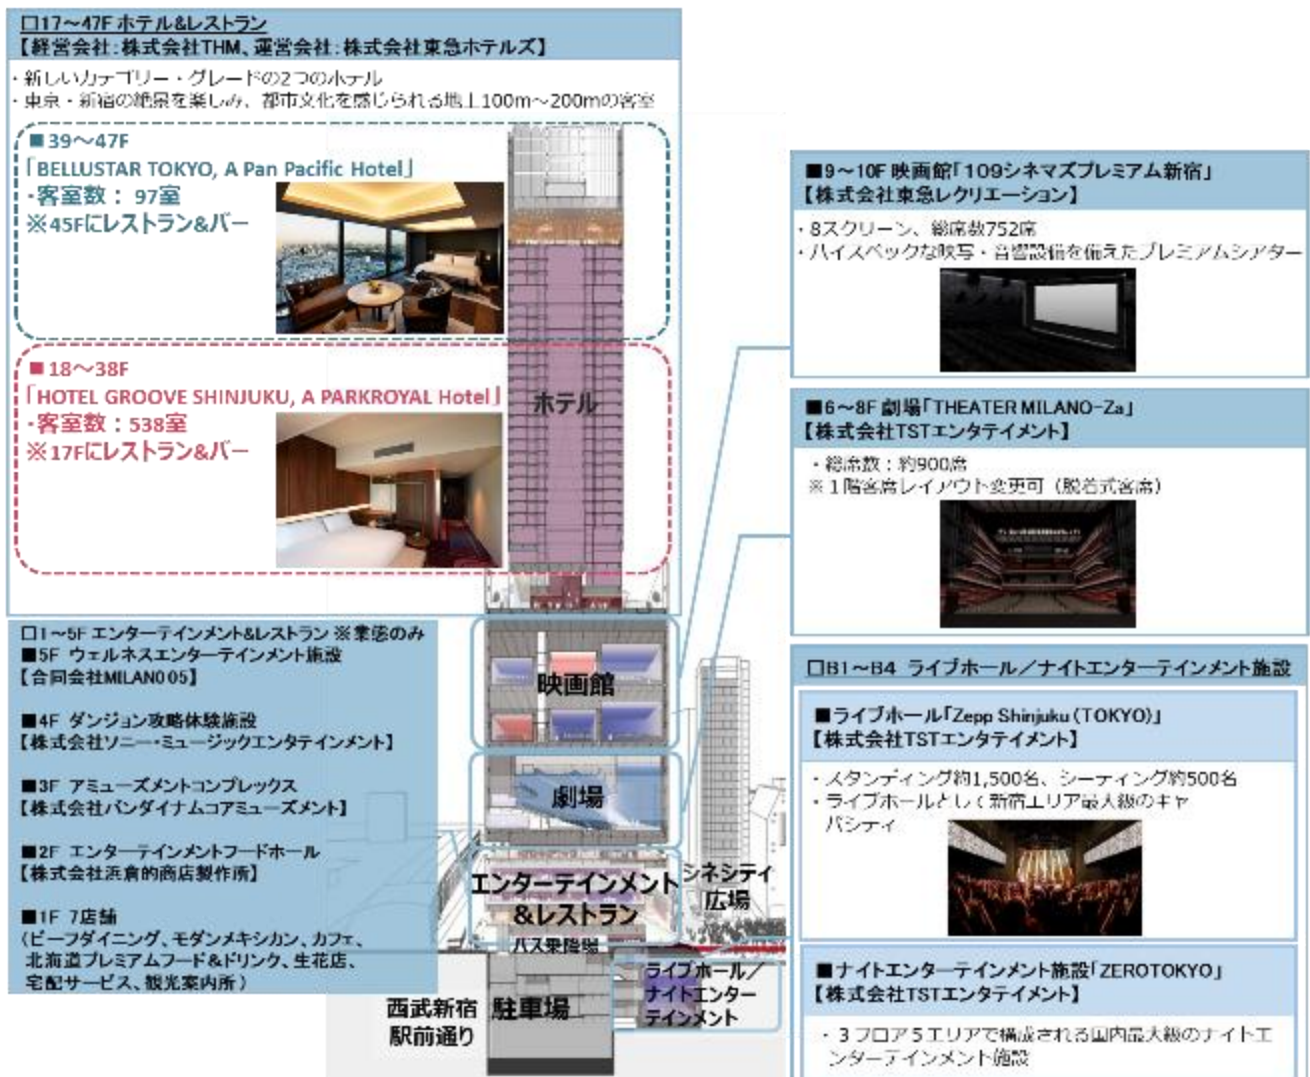 □17～47F ホテル&レストラン
【経営会社：株式会社THM、運営会社：株式会社東急ホテルズ】
・新しいカテゴリー・グレードの2つのホテル
・東京・新宿の絶景を楽しみ、都市文化を感じられる地上100m～200mの客室
■39～47F
「BELLUSTAR TOKYO, A Pan Pacific Hotel」
・客室数： 97室
※45Fにレストラン&バー
■18～38F
「HOTEL GROOVE SHINJUKU, A PARKROYAL Hotel」
・客室数：538室
※17Fにレストラン&バー
ホテル
□1～5F エンターテインメント&レストラン ※業態のみ
■5F ウェルネスエンターテインメント施設
【合同会社MILANO05】
■4F ダンジョン攻略体験施設
【株式会社ソニー・ミュージックエンタテインメント】
■3F アミューズメントコンプレックス
【株式会社バンダイナムコアミューズメント】
■2F エンターテインメントフードホール
【株式会社浜倉的商店製作所】
■1F 7店舗
（ビーフダイニング、モダンメキシカン、カフェ、
北海道プレミアムフード&ドリンク、生花店、
宅配サービス、観光案内所）
映画館
劇場
エンターテインメント
&レストラン
バス乗降場
シネシティ
広場
西武新宿
駅前通り
駐車場
ライブホール／
ナイトエンター
テインメント
■9～10F 映画館「109シネマズプレミアム新宿」
【株式会社東急レクリエーション】
・8スクリーン、総席数752席
・ハイスペックな映写・音響設備を備えたプレミアムシアター
■6～8F 劇場「THEATER MILANO-Za」
【株式会社TSTエンタテイメント】
・総席数：約900席
※１階客席レイアウト変更可（脱着式客席）
□B1～B4 ライブホール／ナイトエンターテインメント施設
■ライブホール「Zepp Shinjuku（TOKYO）」
【株式会社TSTエンタテイメント】
・スタンディング約1,500名、シーティング約500名
・ライブホールとして新宿エリア最大級のキャ
パシティ
■ナイトエンターテインメント施設「ZEROTOKYO」
【株式会社TSTエンタテイメント】
・３フロア５エリアで構成される国内最大級のナイトエ
ンターテインメント施設